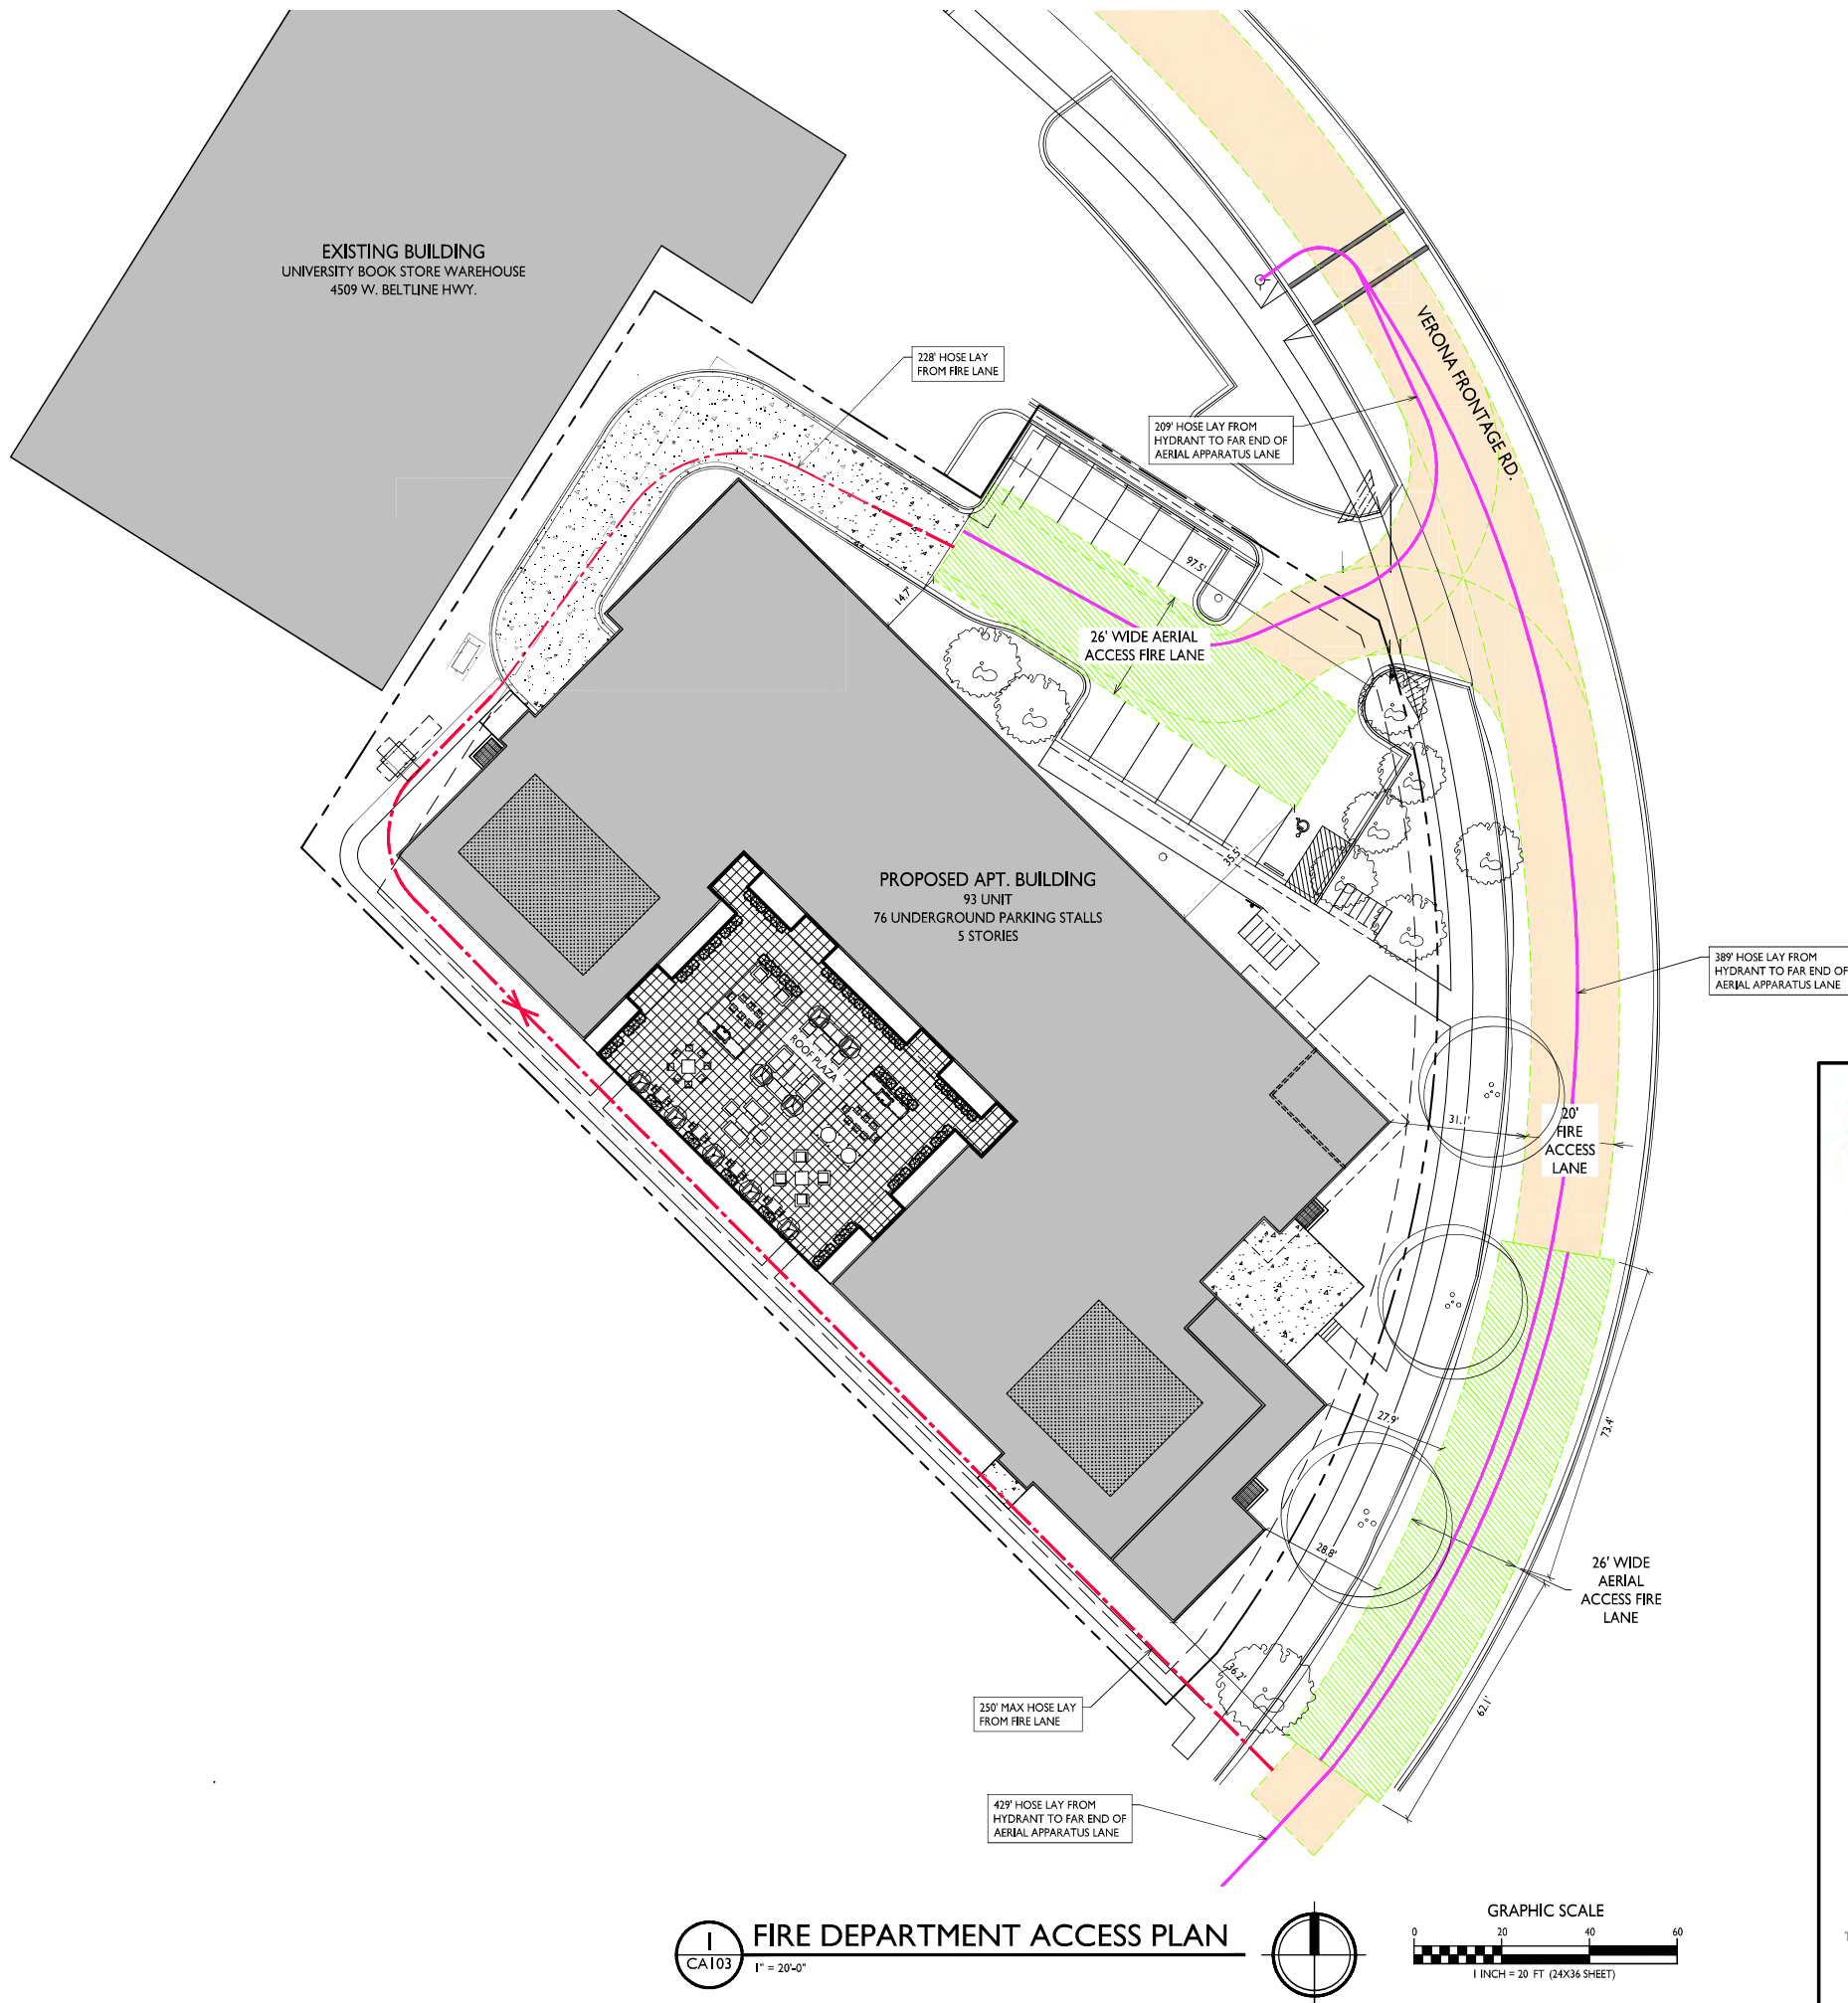 EXISTING BUILDING
UNIVERSITY BOOK STORE WAREHOUSE
4509 W. BELTLINE HWY.
228' HOSE LAY
FROM FIRE LANE
209' HOSE LAY FROM
HYDRANT TO FAR END OF
AERIAL APPARATUS LANE
VERONA FRONTAGE RD.
97.5'
14.7'
26' WIDE AERIAL
ACCESS FIRE LANE
35.5'
PROPOSED APT. BUILDING
93 UNIT
76 UNDERGROUND PARKING STALLS
5 STORIES
389' HOSE LAY FROM
HYDRANT TO FAR END OF
AERIAL APPARATUS LANE
ROOF PLAZA
31.1'
20'
FIRE
ACCESS
LANE
27.9'
73.4'
28.8'
26' WIDE
AERIAL
ACCESS FIRE
LANE
36.2'
62.1'
250' MAX HOSE LAY
FROM FIRE LANE
429' HOSE LAY FROM
HYDRANT TO FAR END OF
AERIAL APPARATUS LANE
1
CA103
FIRE DEPARTMENT ACCESS PLAN
1" = 20'-0"
GRAPHIC SCALE
0 20 40 60
1 INCH = 20 FT (24X36 SHEET)